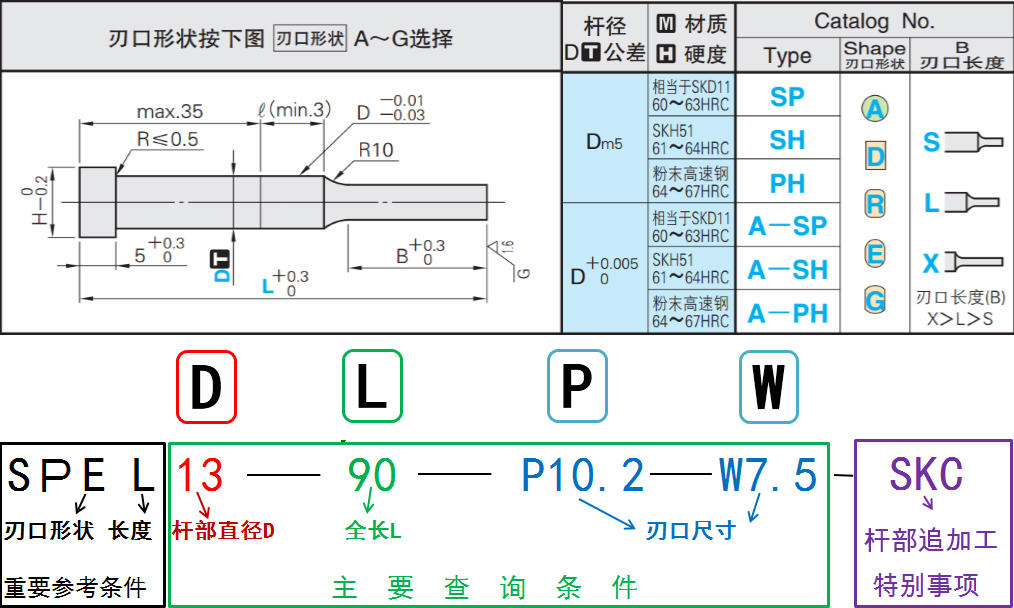 刃口形状按下图 刃口形状 A～G选择
max.35
ℓ(min.3)
D -0.01 -0.03
R≤0.5
R10
H-0 -0.2
5+0.3 0
DT
L+0.3 0
B+0.3 0
1.6
G
杆径
DT公差
M 材质
H 硬度
Catalog No.
Type
Shape
刃口形状
B
刃口长度
Dm5
相当于SKD11
60～63HRC
SP
SKH51
61～64HRC
SH
粉末高速钢
64～67HRC
PH
D+0.005 0
相当于SKD11
60～63HRC
A－SP
SKH51
61～64HRC
A－SH
粉末高速钢
64～67HRC
A－PH
A
D
R
E
G
S
L
X
刃口长度(B)
X＞L＞S
D L P W
SPE L 13 — 90 — P10.2 — W7.5 — SKC
刃口形状 长度 杆部直径D 全长L 刃口尺寸 杆部追加工
重要参考条件 主要查询条件 特别事项